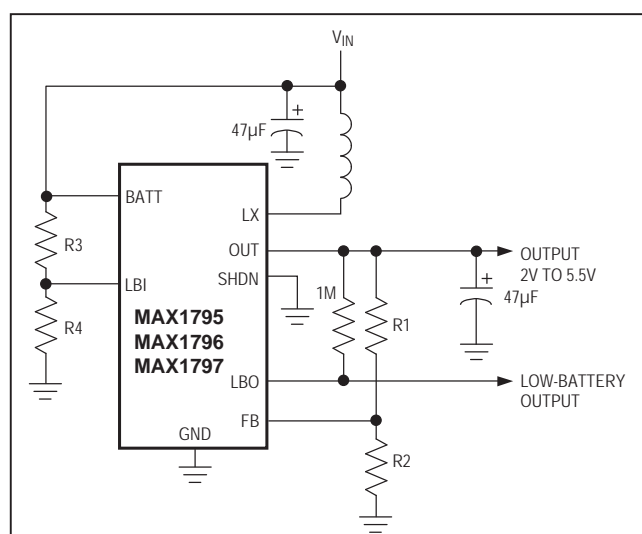 VIN
47µF
BATT
LX
R3
OUT
OUTPUT
2V TO 5.5V
SHDN
LBI
1M
47µF
R4
MAX1795
MAX1796
MAX1797
R1
LBO
LOW-BATTERY
OUTPUT
FB
GND
R2